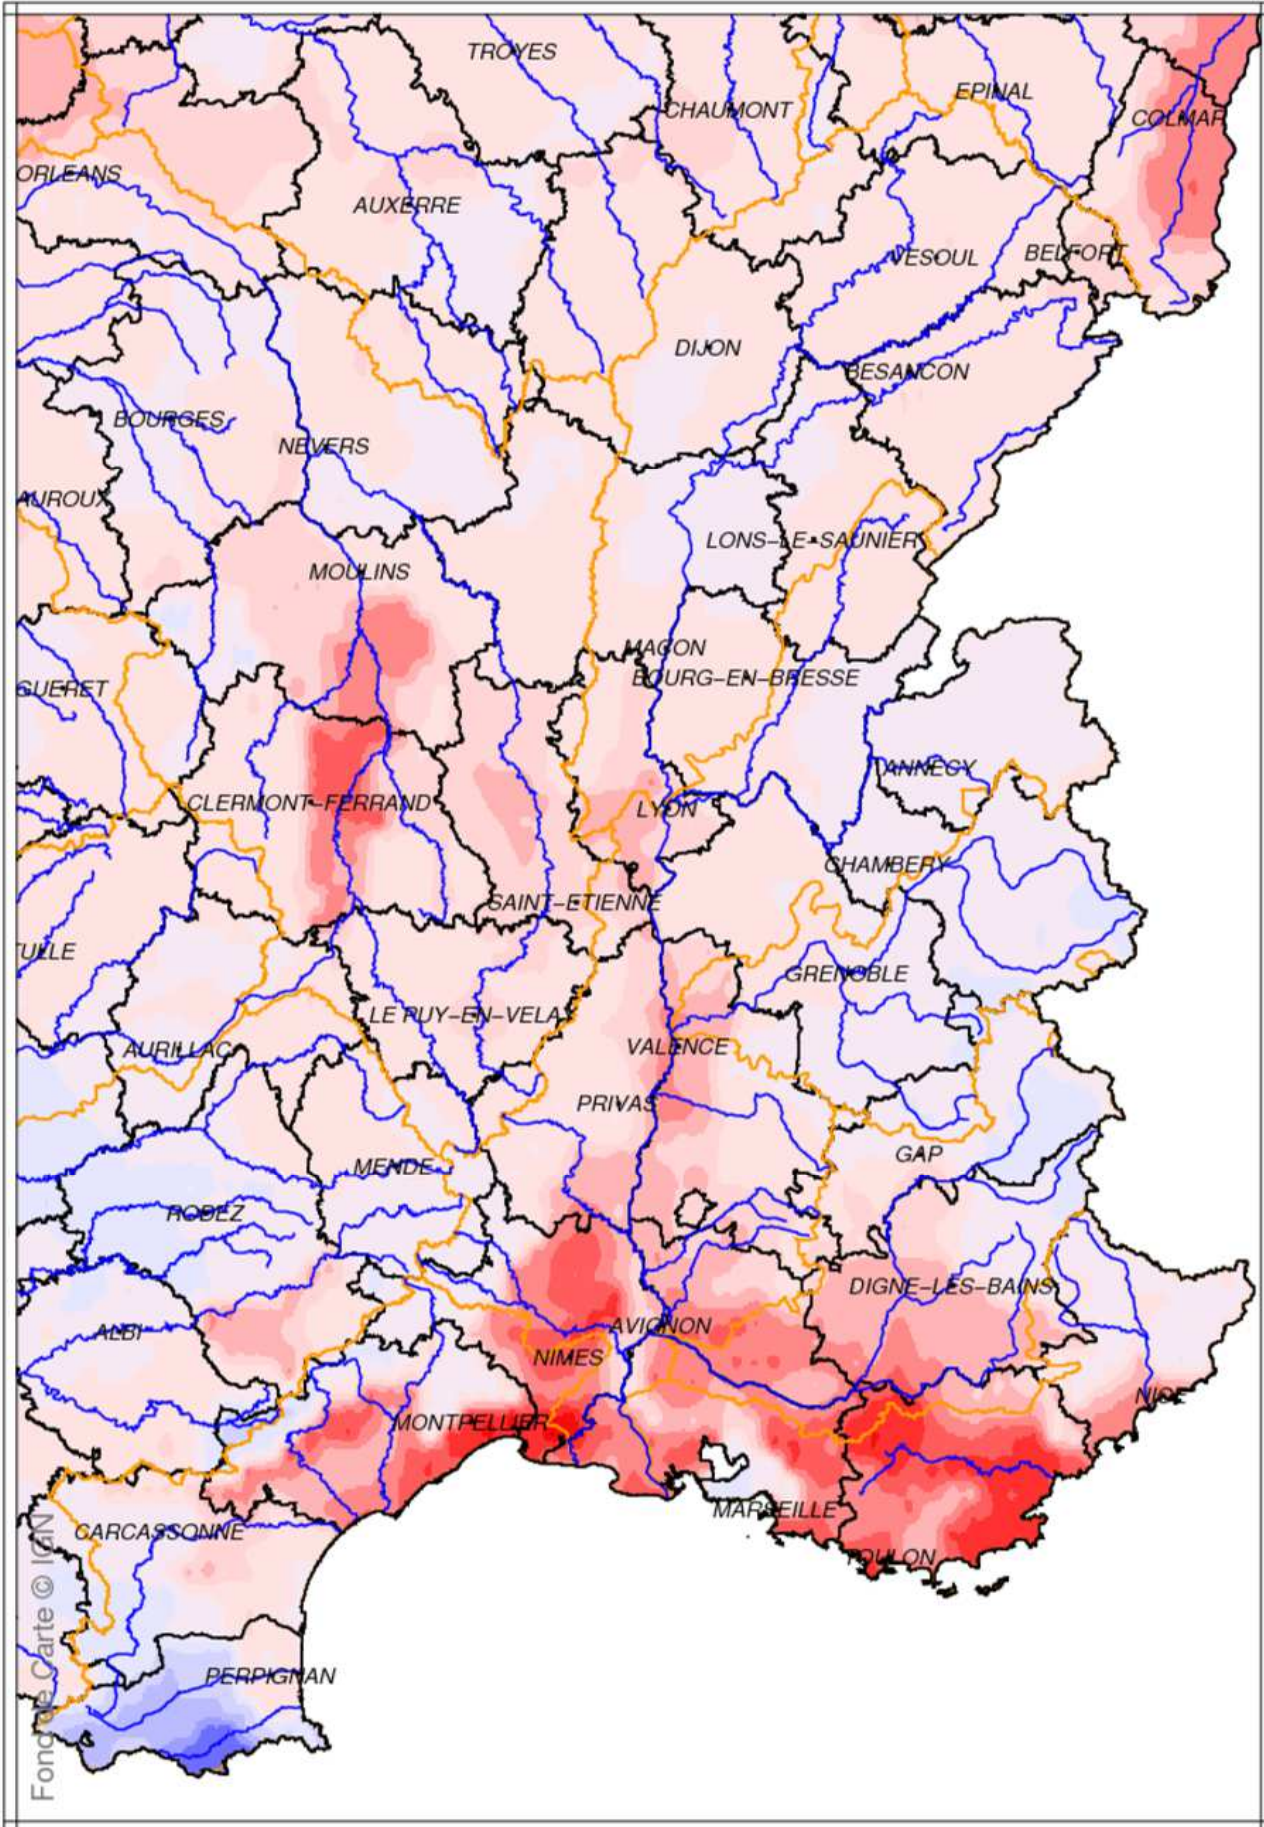 TROYES
EPINAL
CHAUMONT
COLMAR
ORLEANS
AUXERRE
VESOUL
BELFORT
DIJON
BESANCON
BOURGES
NEVERS
AUROUX
LONS-LE-SAUNIER
MOULINS
MACON
BOURG-EN-BRESSE
GUERET
ANNECY
CLERMONT-FERRAND
LYON
CHAMBERY
SAINT-ETIENNE
TULLE
GRENOBLE
LE PUY-EN-VELAY
VALENCE
AURILLAC
PRIVAS
GAP
MENDE
RODEZ
DIGNE-LES-BAINS
AVIGNON
ALBI
NIMES
NICE
MONTPELLIER
MARSEILLE
CARCASSONNE
TOULON
PERPIGNAN
Fond de Carte © IGN